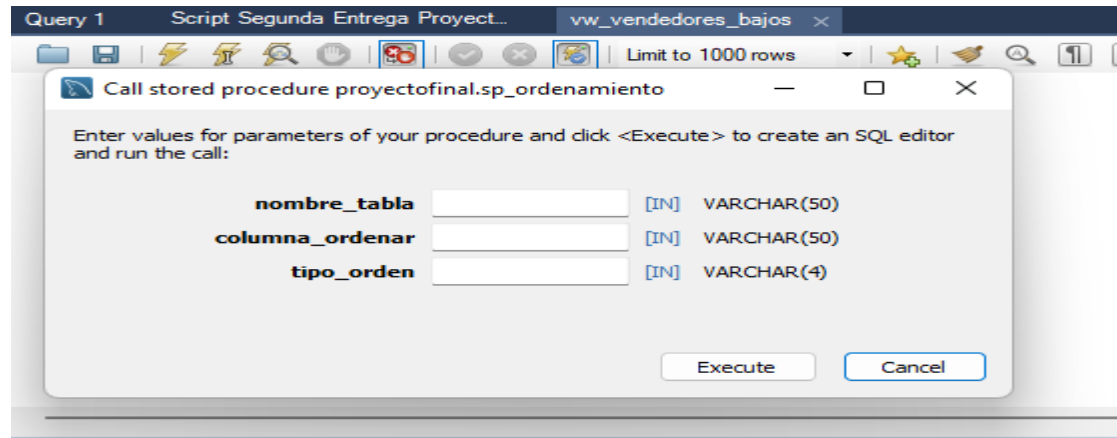 Query 1 Script Segunda Entrega Proyect... vw_vendedores_bajos
Limit to 1000 rows
Call stored procedure proyectofinal.sp_ordenamiento
Enter values for parameters of your procedure and click <Execute> to create an SQL editor
and run the call:
nombre_tabla [IN] VARCHAR(50)
columna_ordenar [IN] VARCHAR(50)
tipo_orden [IN] VARCHAR(4)
Execute Cancel